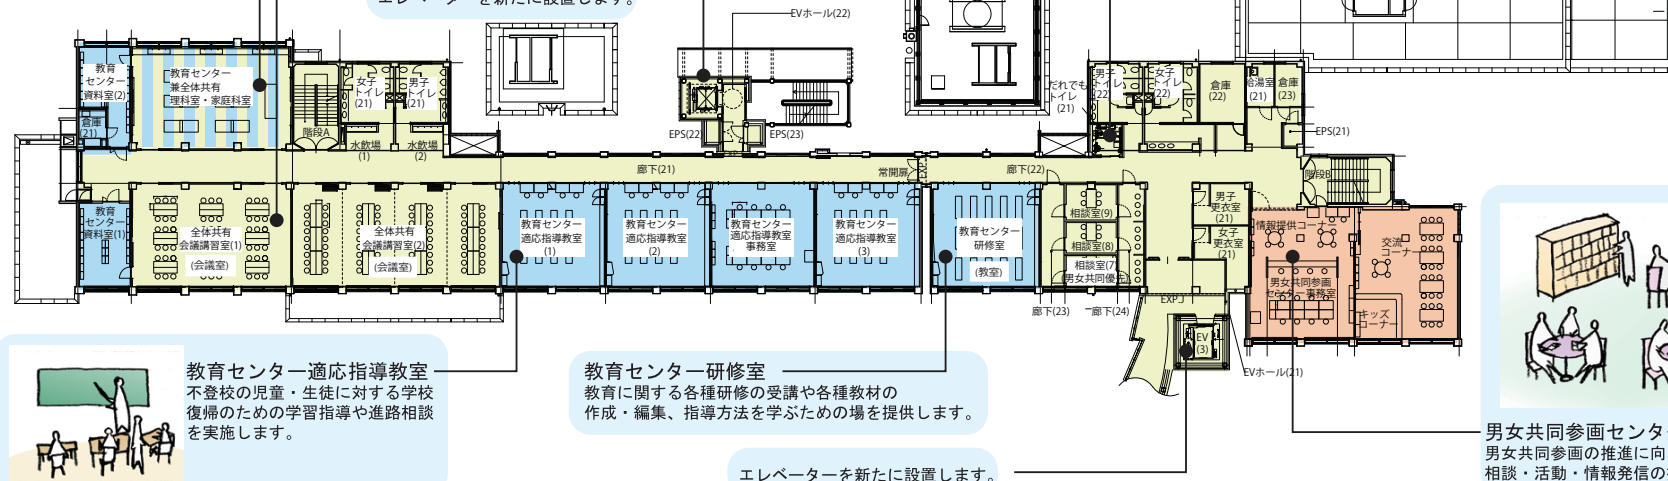 エレベーターを新たに設置します。
EVホール(22)
教育
センター
資料室(2)
倉庫
(21)
教育センター
兼全体共有
理科室・家庭科室
階段A
女子
トイレ
(21)
男子
トイレ
(21)
水飲場
(1)
水飲場
(2)
EPS(22)
EPS(23)
だれでも
トイレ
(21)
男子
トイレ
(22)
女子
トイレ
(22)
倉庫
(22)
給湯室
(21)
倉庫
(23)
EPS(21)
廊下(21)
常開扉
EXP.J
廊下(22)
階段B
教育
センター
資料室(1)
全体共有
会議講習室(1)
(会議室)
全体共有
会議講習室(2)
(会議室)
教育センター
適応指導教室
(1)
教育センター
適応指導教室
(2)
教育センター
適応指導教室
事務室
教育センター
適応指導教室
(3)
教育センター
研修室
(教室)
相談室(9)
相談室(8)
相談室(7)
男女共同優先
男子
更衣室
(21)
女子
更衣室
(21)
情報提供コーナー
交流
コーナー
男女共同参画
センター事務室
キッズ
コーナー
EXP.J
廊下(23)
廊下(24)
EV
(3)
EVホール(21)
教育センター適応指導教室
不登校の児童・生徒に対する学校
復帰のための学習指導や進路相談
を実施します。
教育センター研修室
教育に関する各種研修の受講や各種教材の
作成・編集、指導方法を学ぶための場を提供します。
エレベーターを新たに設置します。
男女共同参画センタ
男女共同参画の推進に向
相談・活動・情報発信の